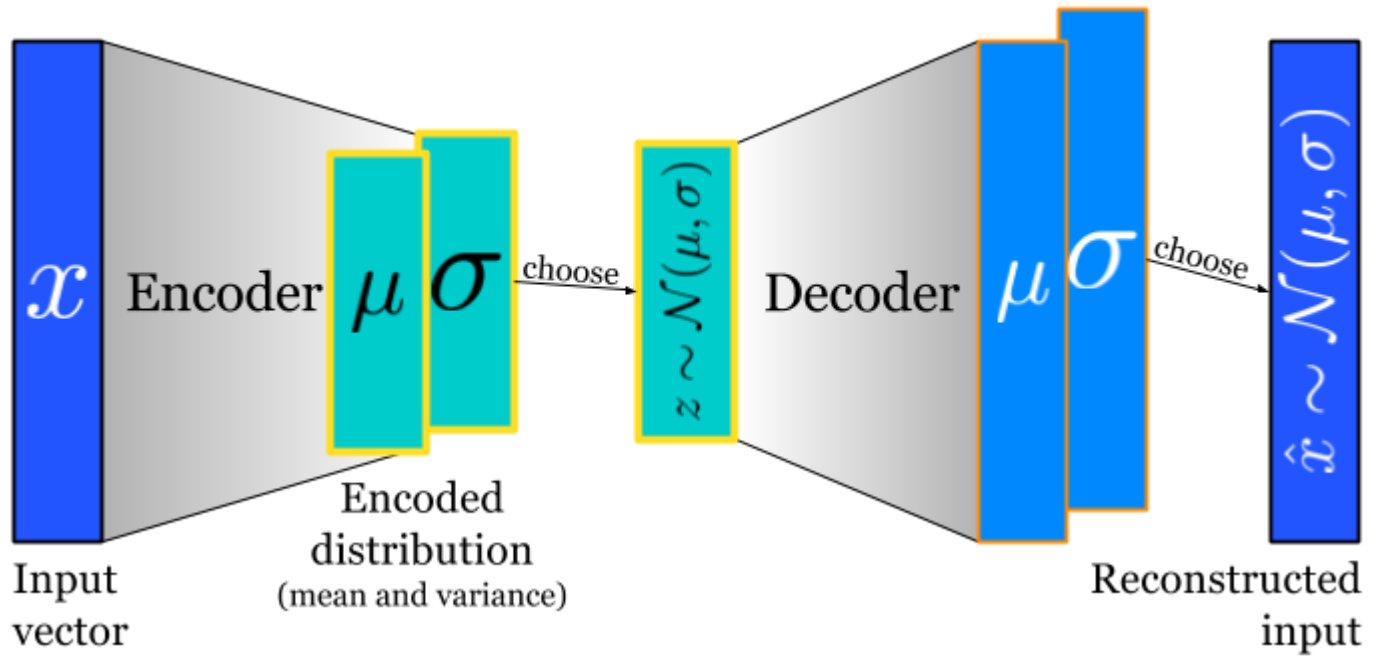 x
Encoder
μ
σ
choose
z ∼ 𝒩(μ, σ)
Decoder
μ
σ
choose
x̂ ∼ 𝒩(μ, σ)
Input
vector
Encoded
distribution
(mean and variance)
Reconstructed
input